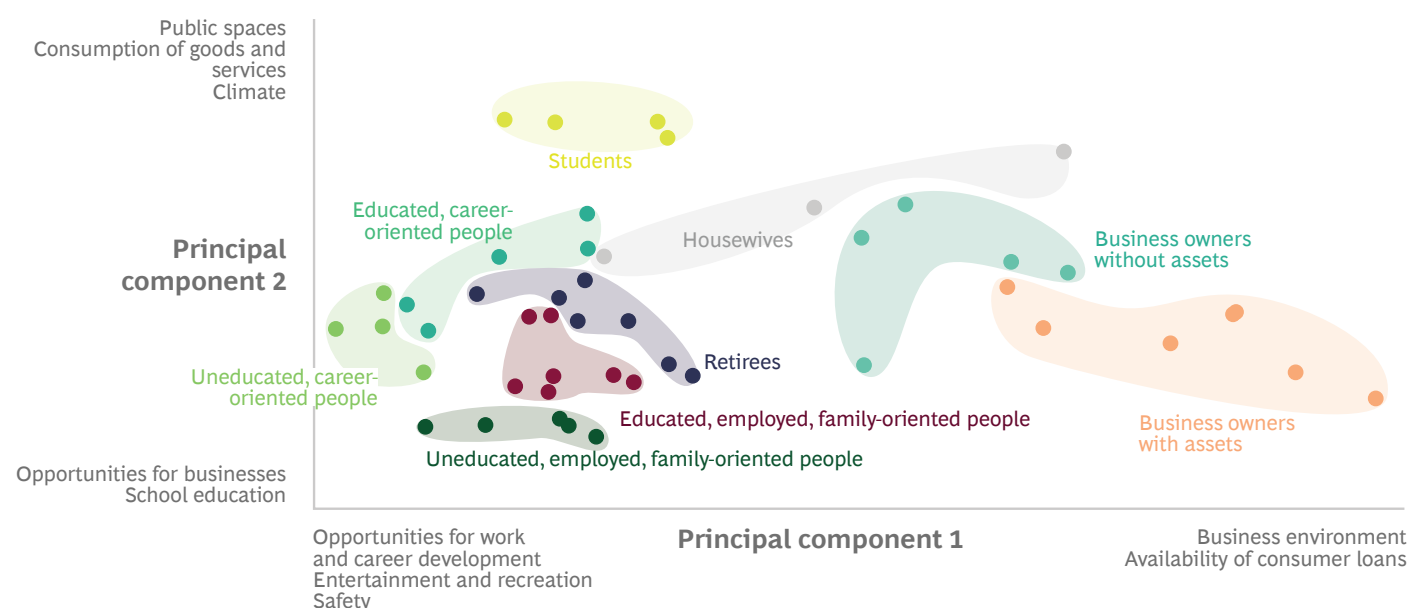 Public spaces
Consumption of goods and
services
Climate
Students
Educated, career-
oriented people
Housewives
Principal
component 2
Business owners
without assets
Retirees
Uneducated, career-
oriented people
Educated, employed, family-oriented people
Business owners
with assets
Uneducated, employed, family-oriented people
Opportunities for businesses
School education
Opportunities for work
and career development
Entertainment and recreation
Safety
Principal component 1
Business environment
Availability of consumer loans